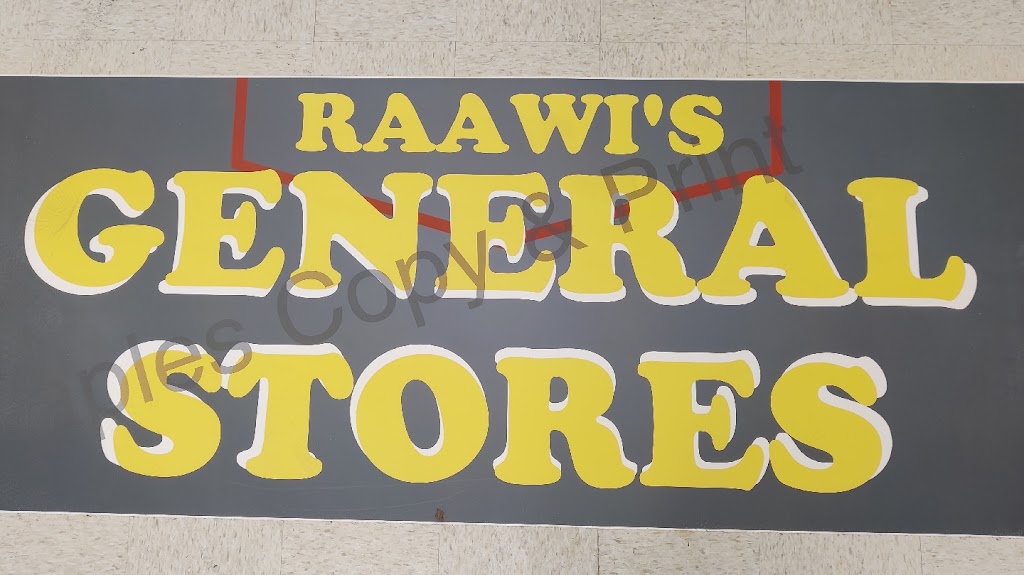 RAAWI'S
GENERAL
STORES
ples Copy & Print